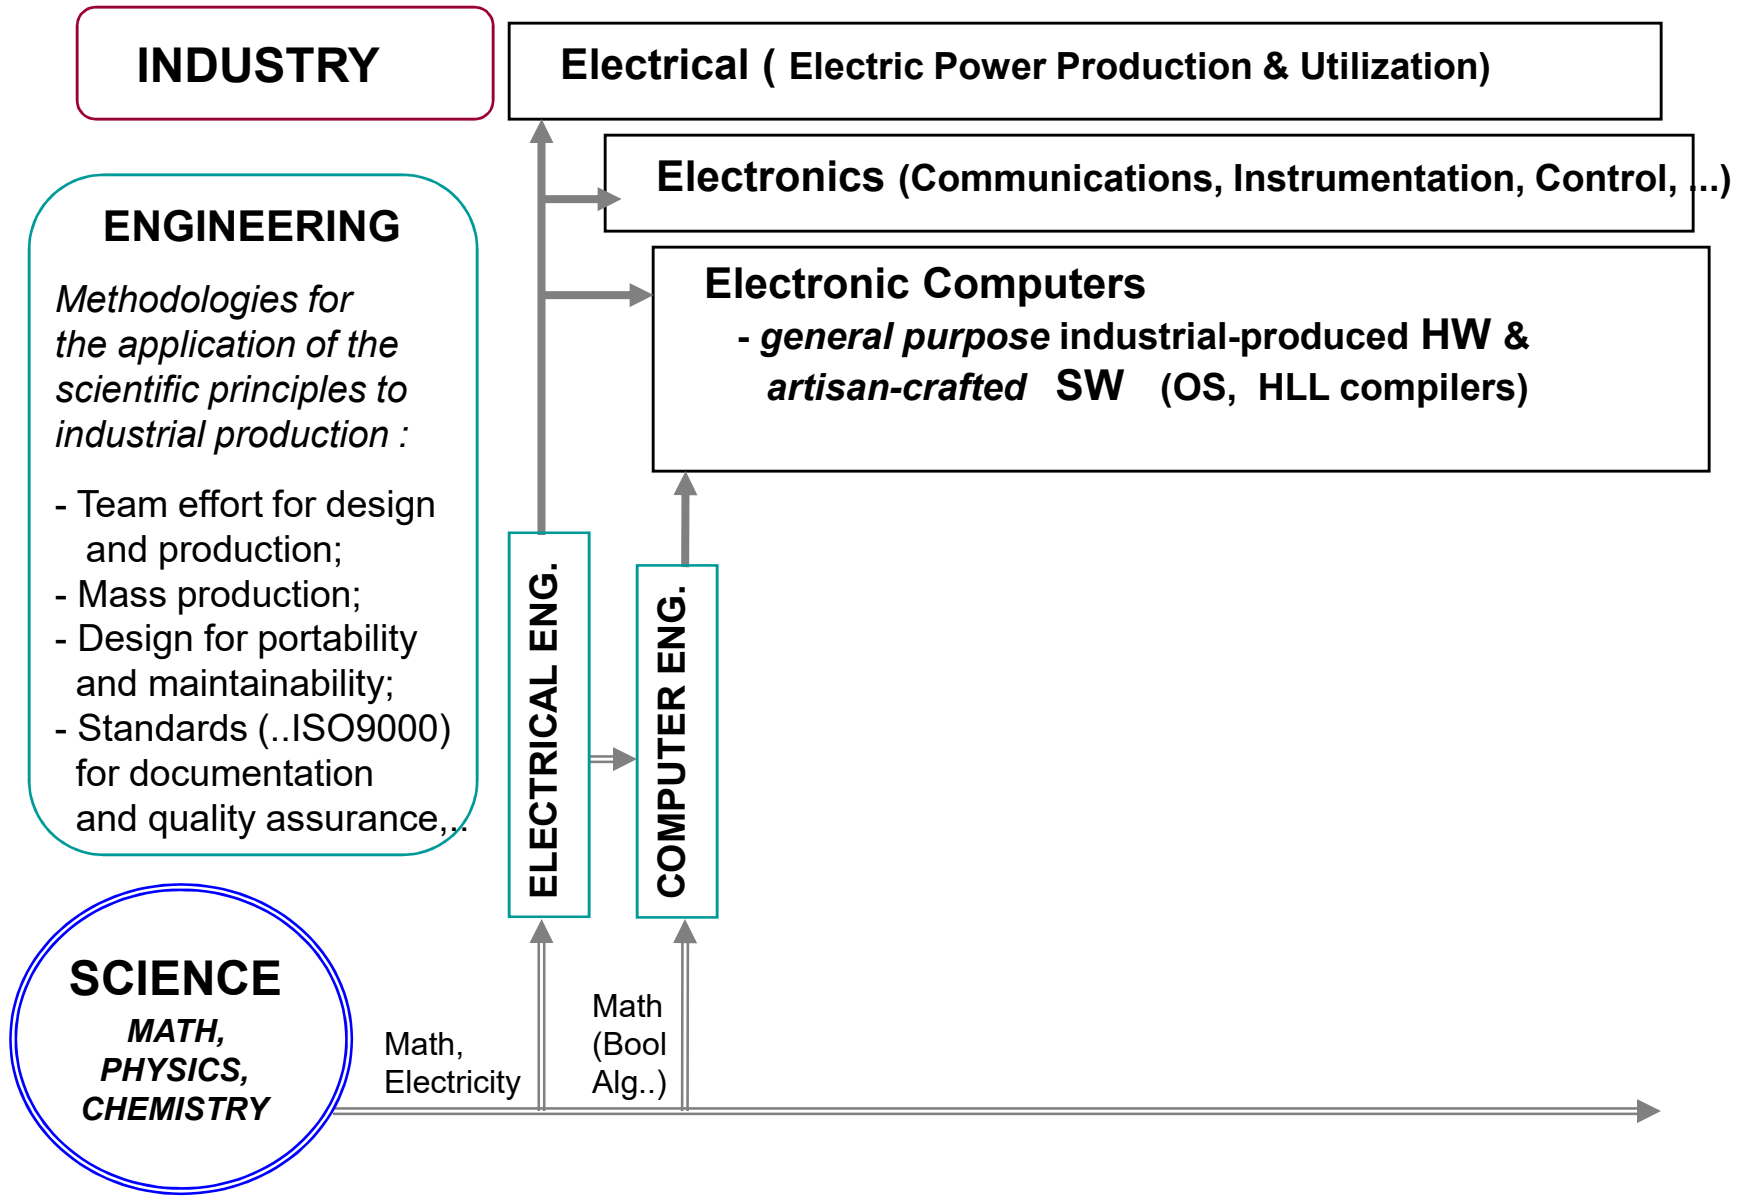 INDUSTRY
Electrical ( Electric Power Production & Utilization)
Electronics (Communications, Instrumentation, Control, ...)
ENGINEERING
Methodologies for
the application of the
scientific principles to
industrial production :
- Team effort for design
and production;
- Mass production;
- Design for portability
and maintainability;
- Standards (..ISO9000)
for documentation
and quality assurance,..
Electronic Computers
- general purpose industrial-produced HW &
artisan-crafted SW (OS, HLL compilers)
ELECTRICAL ENG.
COMPUTER ENG.
SCIENCE
MATH,
PHYSICS,
CHEMISTRY
Math,
Electricity
Math
(Bool
Alg..)